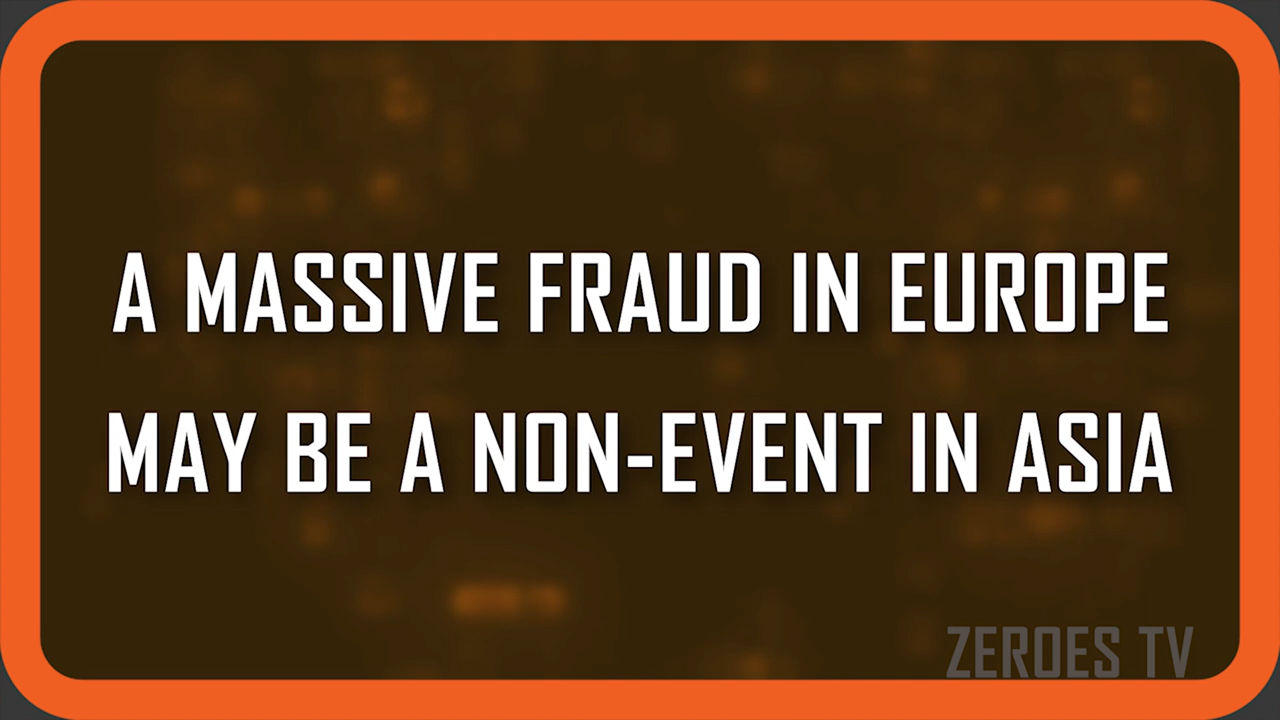 A MASSIVE FRAUD IN EUROPE
MAY BE A NON-EVENT IN ASIA
ZEROES TV